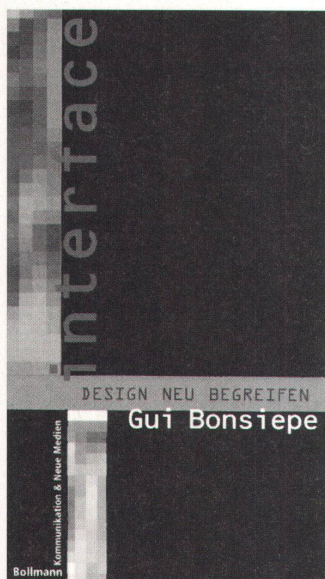 interface
DESIGN NEU BEGREIFEN
Gui Bonsiepe
Kommunikation & Neue Medien
Bollmann